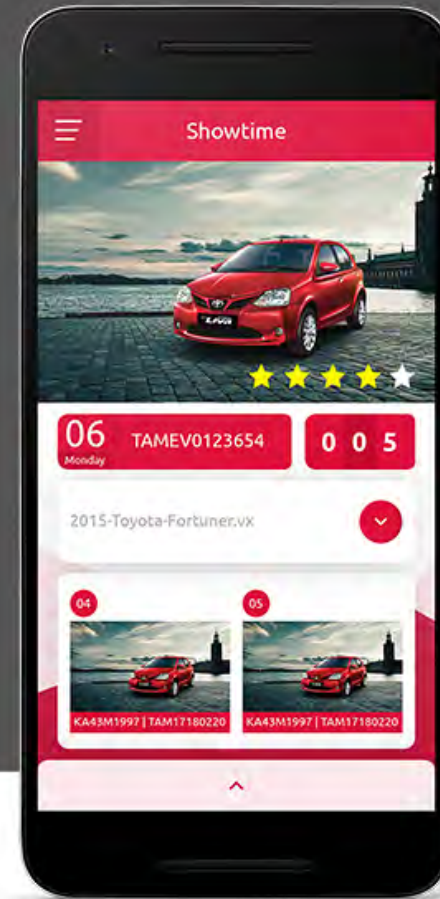 Showtime
06
Monday
TAMEV0123654
0 0 5
2015-Toyota-Fortuner.vx
04
05
KA43M1997 | TAM17180220
KA43M1997 | TAM17180220